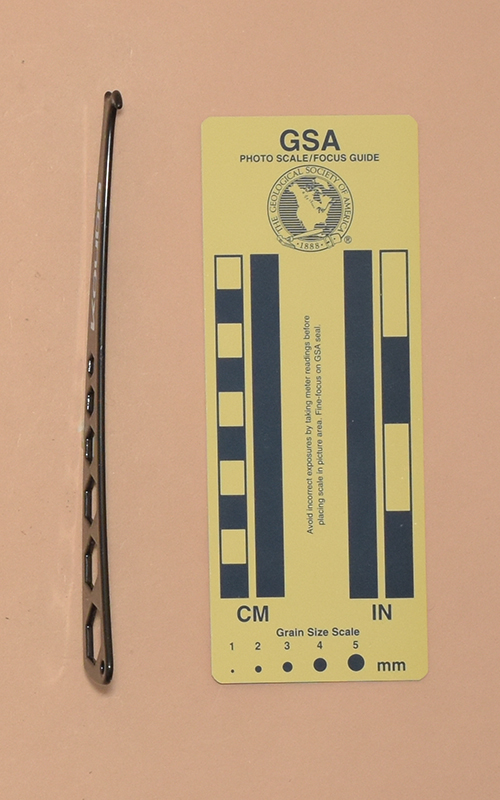 GSA
PHOTO SCALE/FOCUS GUIDE
THE GEOLOGICAL SOCIETY OF AMERICA
·1888·
®
Avoid incorrect exposures by taking meter readings before
placing scale in picture area. Fine-focus on GSA seal.
CM
IN
Grain Size Scale
1 2 3 4 5
mm